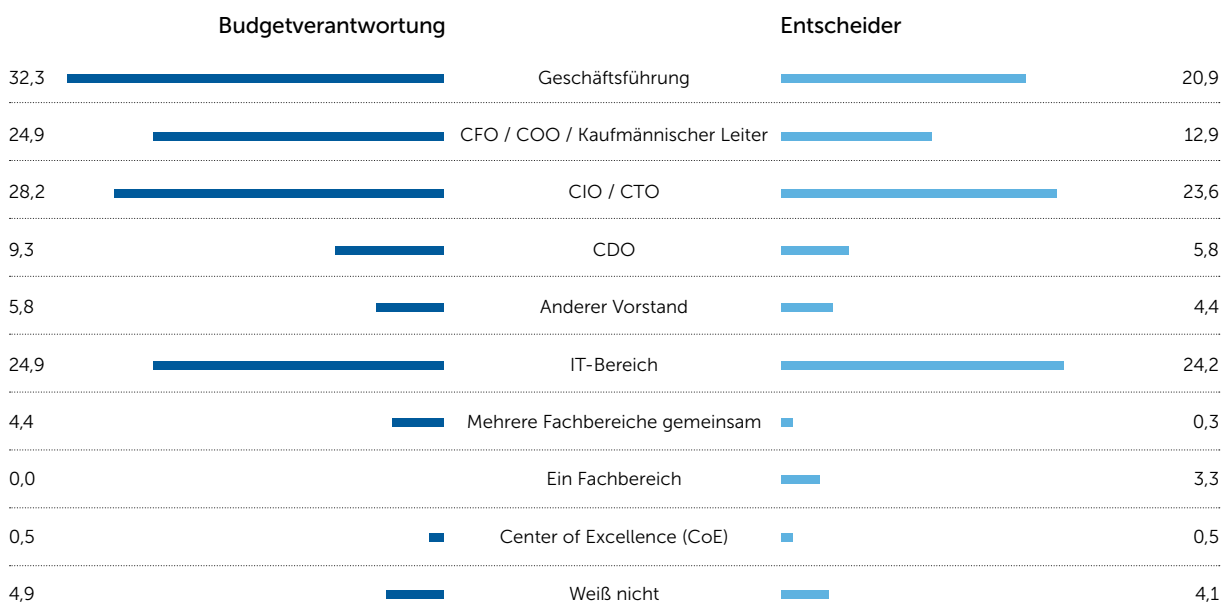 Budgetverantwortung Entscheider
32,3 Geschäftsführung 20,9
24,9 CFO / COO / Kaufmännischer Leiter 12,9
28,2 CIO / CTO 23,6
9,3 CDO 5,8
5,8 Anderer Vorstand 4,4
24,9 IT-Bereich 24,2
4,4 Mehrere Fachbereiche gemeinsam 0,3
0,0 Ein Fachbereich 3,3
0,5 Center of Excellence (CoE) 0,5
4,9 Weiß nicht 4,1